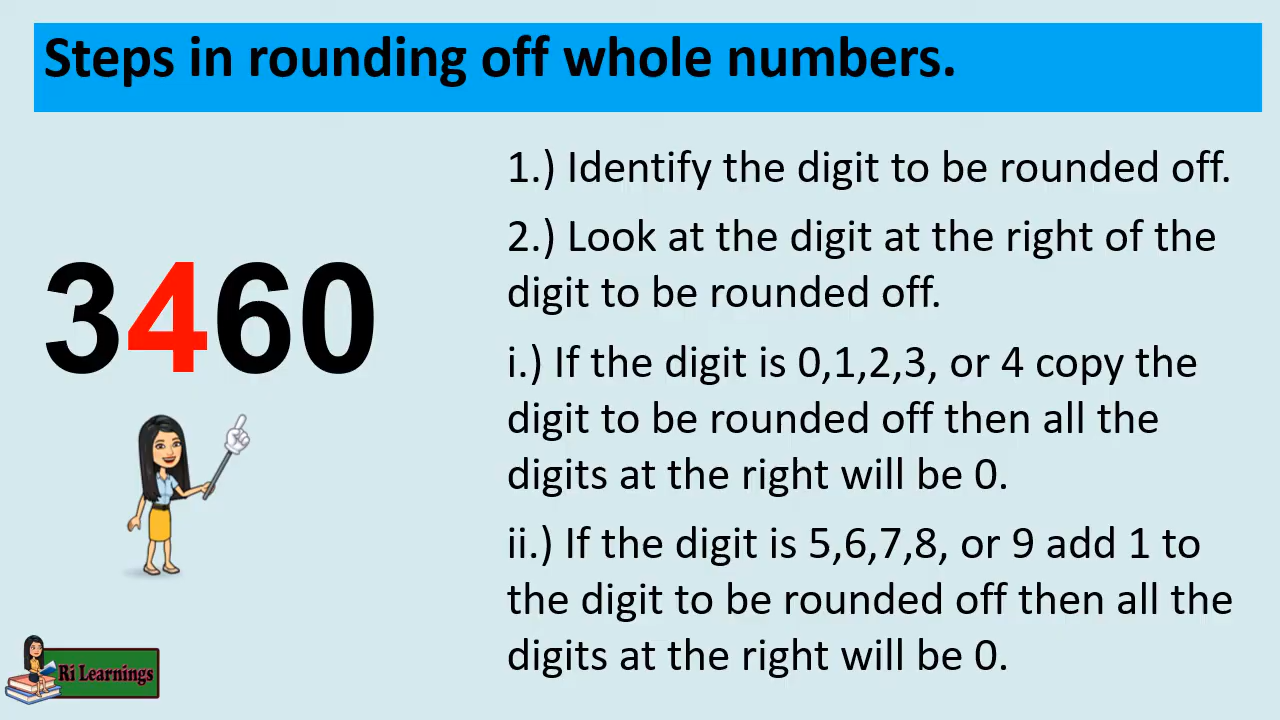 Steps in rounding off whole numbers.
1.) Identify the digit to be rounded off.
2.) Look at the digit at the right of the
digit to be rounded off.
3460
i.) If the digit is 0,1,2,3, or 4 copy the
digit to be rounded off then all the
digits at the right will be 0.
ii.) If the digit is 5,6,7,8, or 9 add 1 to
the digit to be rounded off then all the
digits at the right will be 0.
Ri Learnings